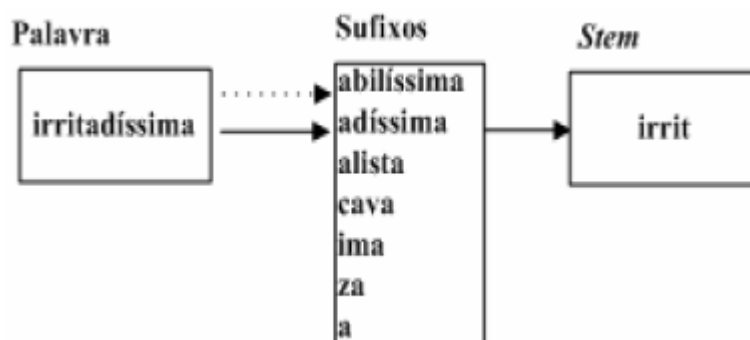 Palavra
Sufixos
Stem
irritadíssima
abilíssima
adíssima
alista
cava
ima
za
a
irrit